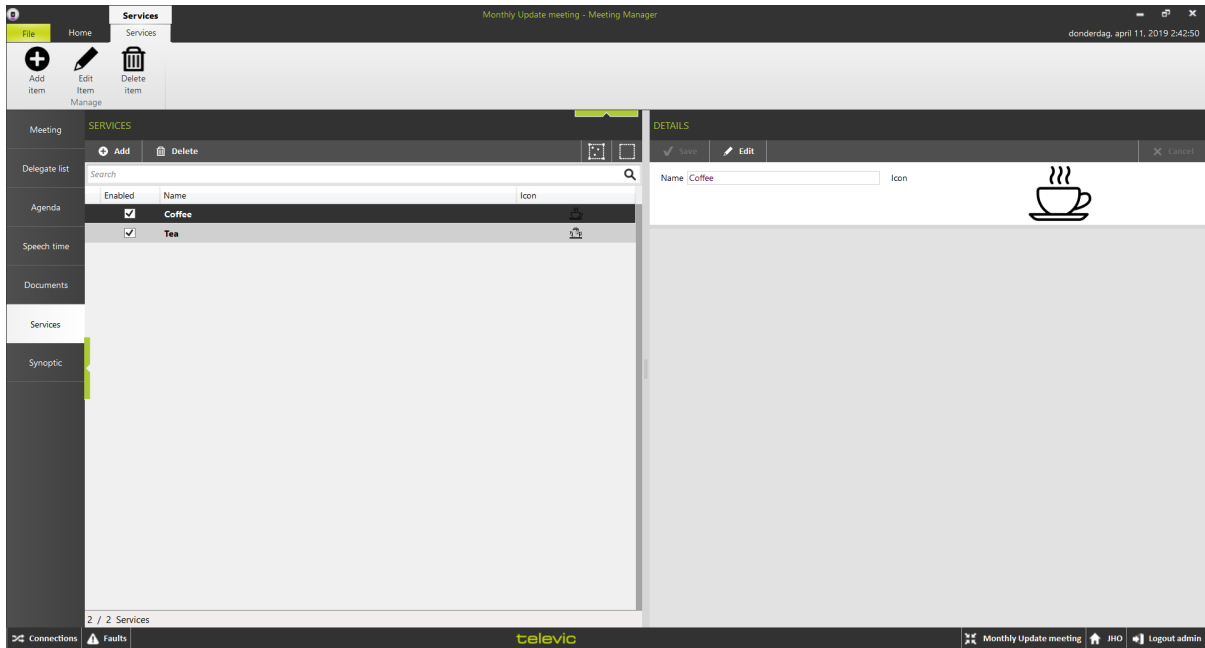 Services
Monthly Update meeting - Meeting Manager
File Home Services
donderdag, april 11, 2019 2:42:50
Add item
Edit Item
Delete item
Manage
Meeting
Delegate list
Agenda
Speech time
Documents
Services
Synoptic
SERVICES
Add Delete
Search
Enabled Name Icon
Coffee
Tea
2 / 2 Services
DETAILS
Save Edit Cancel
Name Coffee Icon
Connections Faults televic Monthly Update meeting JHO Logout admin